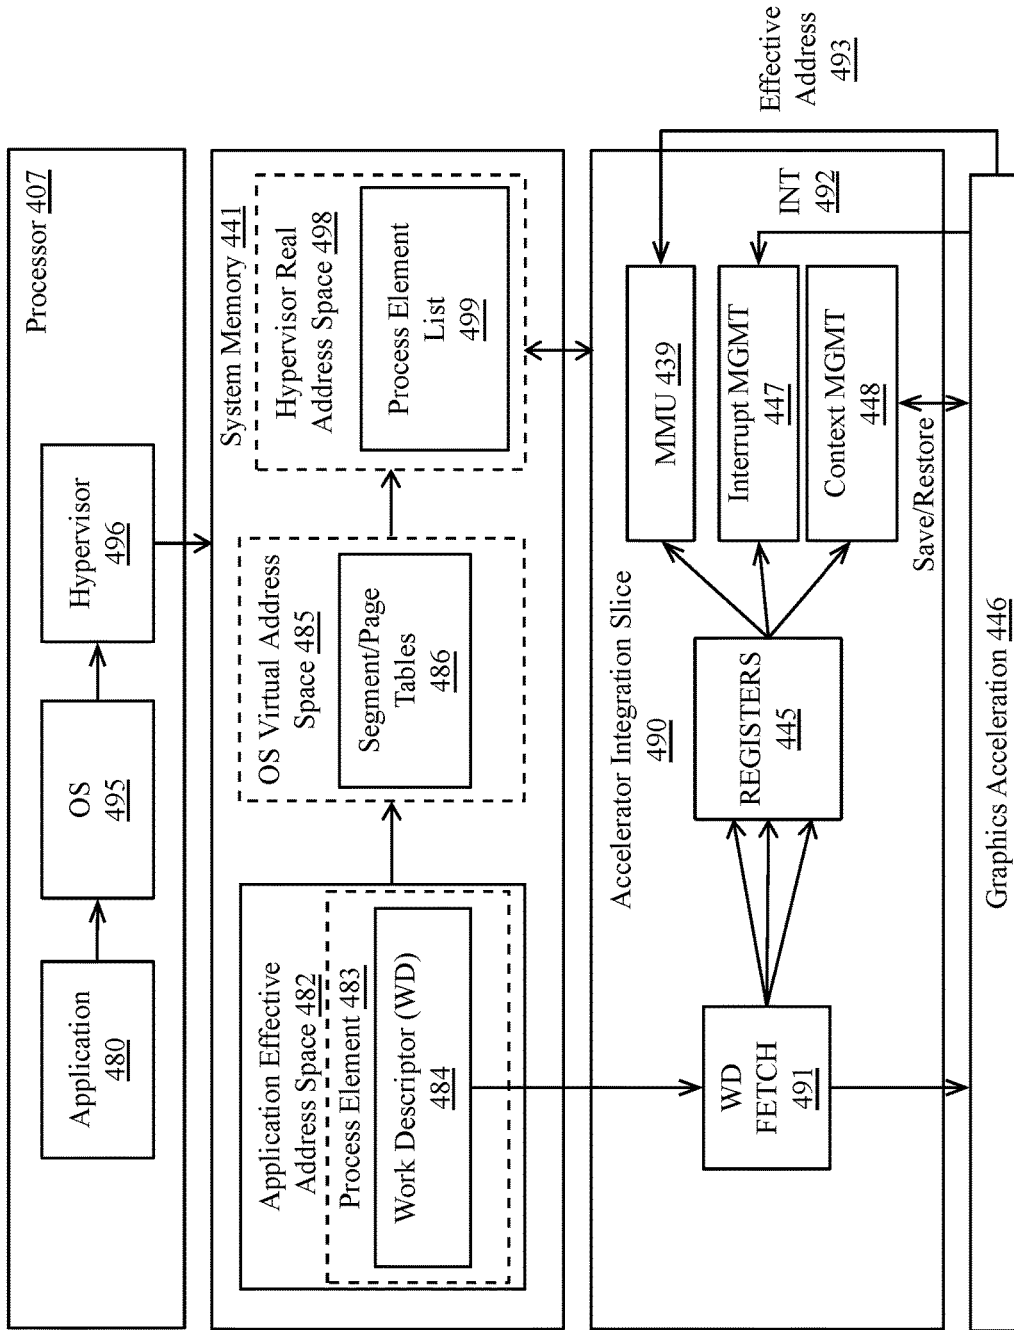 Processor 407
Application
480
OS
495
Hypervisor
496
System Memory 441
Application Effective
Address Space 482
Process Element 483
Work Descriptor (WD)
484
OS Virtual Address
Space 485
Segment/Page
Tables
486
Hypervisor Real
Address Space 498
Process Element
List
499
Accelerator Integration Slice
490
WD
FETCH
491
REGISTERS
445
MMU 439
Interrupt MGMT
447
Context MGMT
448
Save/Restore
INT
492
Effective
Address
493
Graphics Acceleration 446